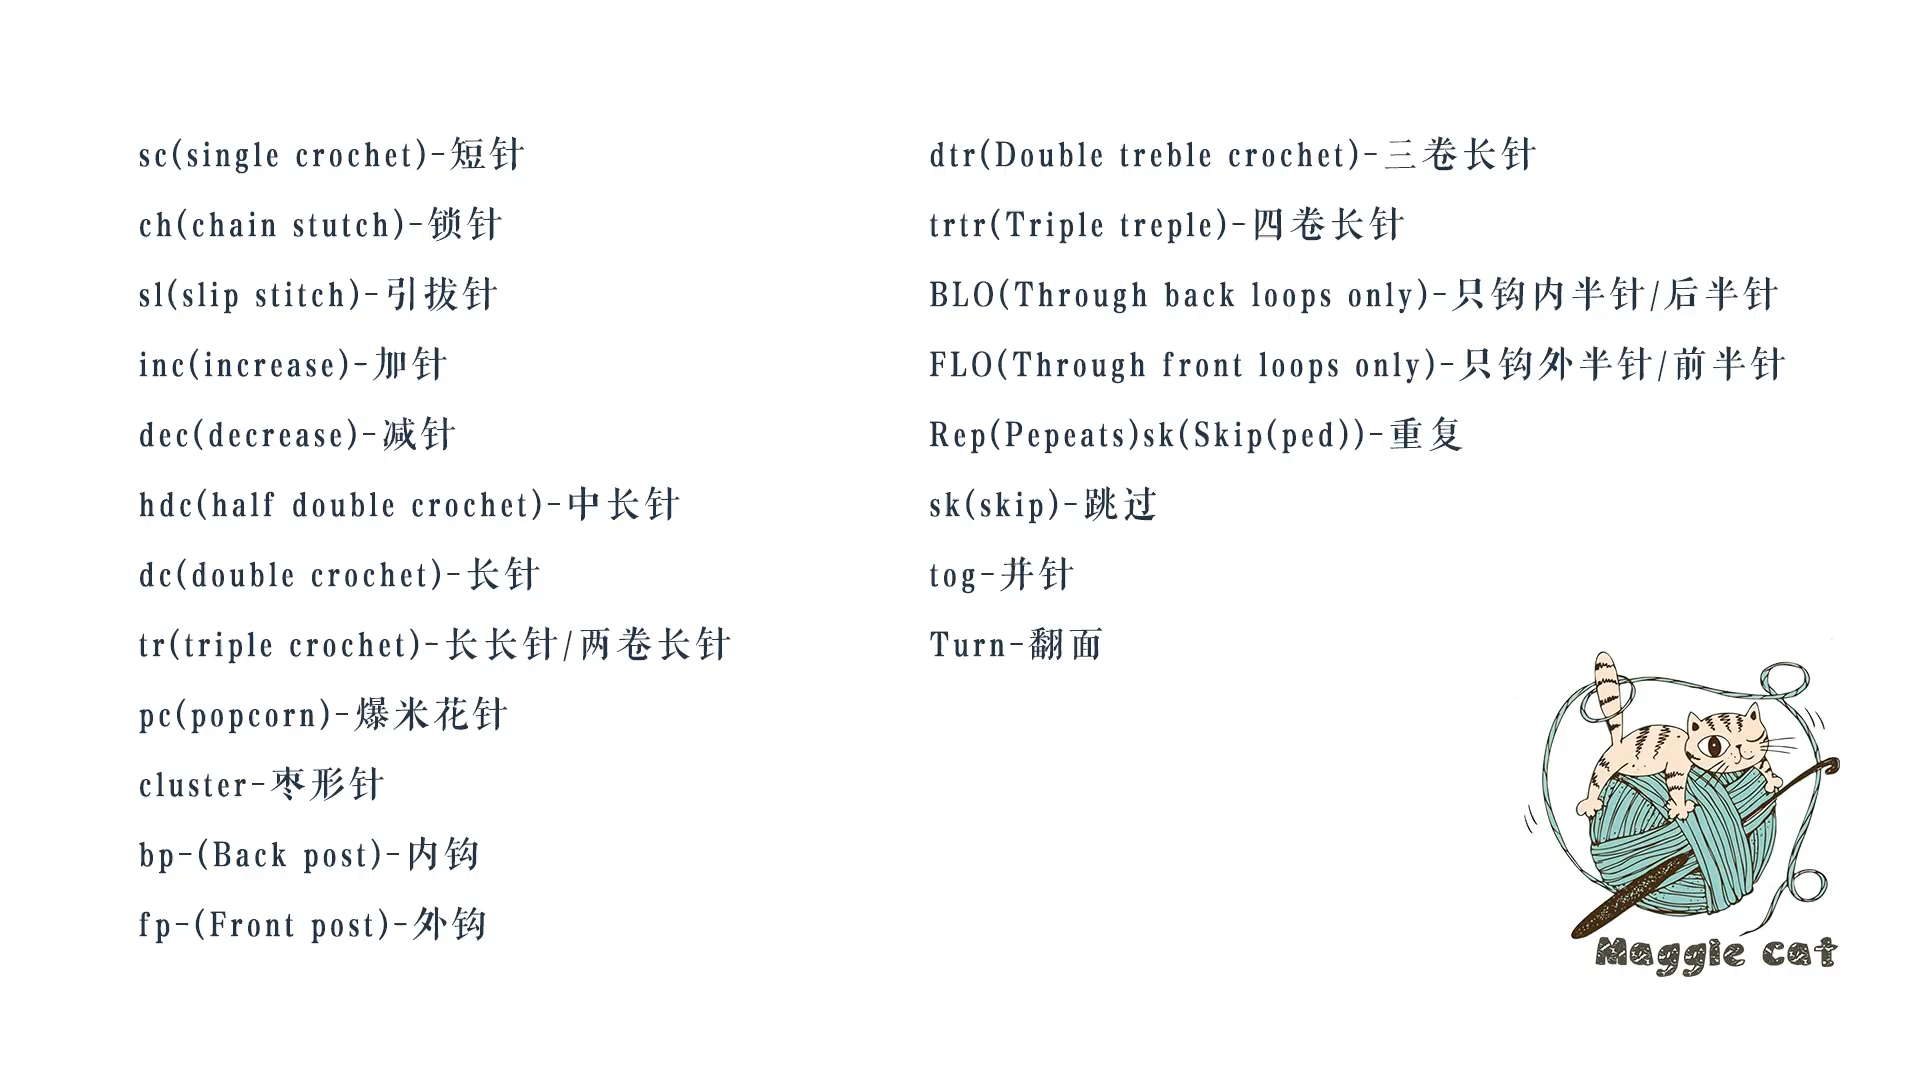 sc(single crochet)-短针
ch(chain stutch)-锁针
sl(slip stitch)-引拔针
inc(increase)-加针
dec(decrease)-减针
hdc(half double crochet)-中长针
dc(double crochet)-长针
tr(triple crochet)-长长针/两卷长针
pc(popcorn)-爆米花针
cluster-枣形针
bp-(Back post)-内钩
fp-(Front post)-外钩
dtr(Double treble crochet)-三卷长针
trtr(Triple treple)-四卷长针
BLO(Through back loops only)-只钩内半针/后半针
FLO(Through front loops only)-只钩外半针/前半针
Rep(Pepeats)sk(Skip(ped))-重复
sk(skip)-跳过
tog-并针
Turn-翻面
Maggie cat